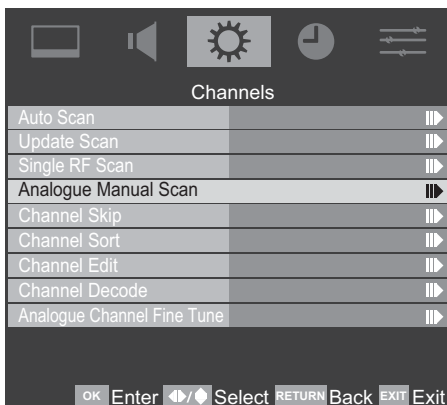 Channels
Auto Scan
Update Scan
Single RF Scan
Analogue Manual Scan
Channel Skip
Channel Sort
Channel Edit
Channel Decode
Analogue Channel Fine Tune
OK Enter / Select RETURN Back EXIT Exit